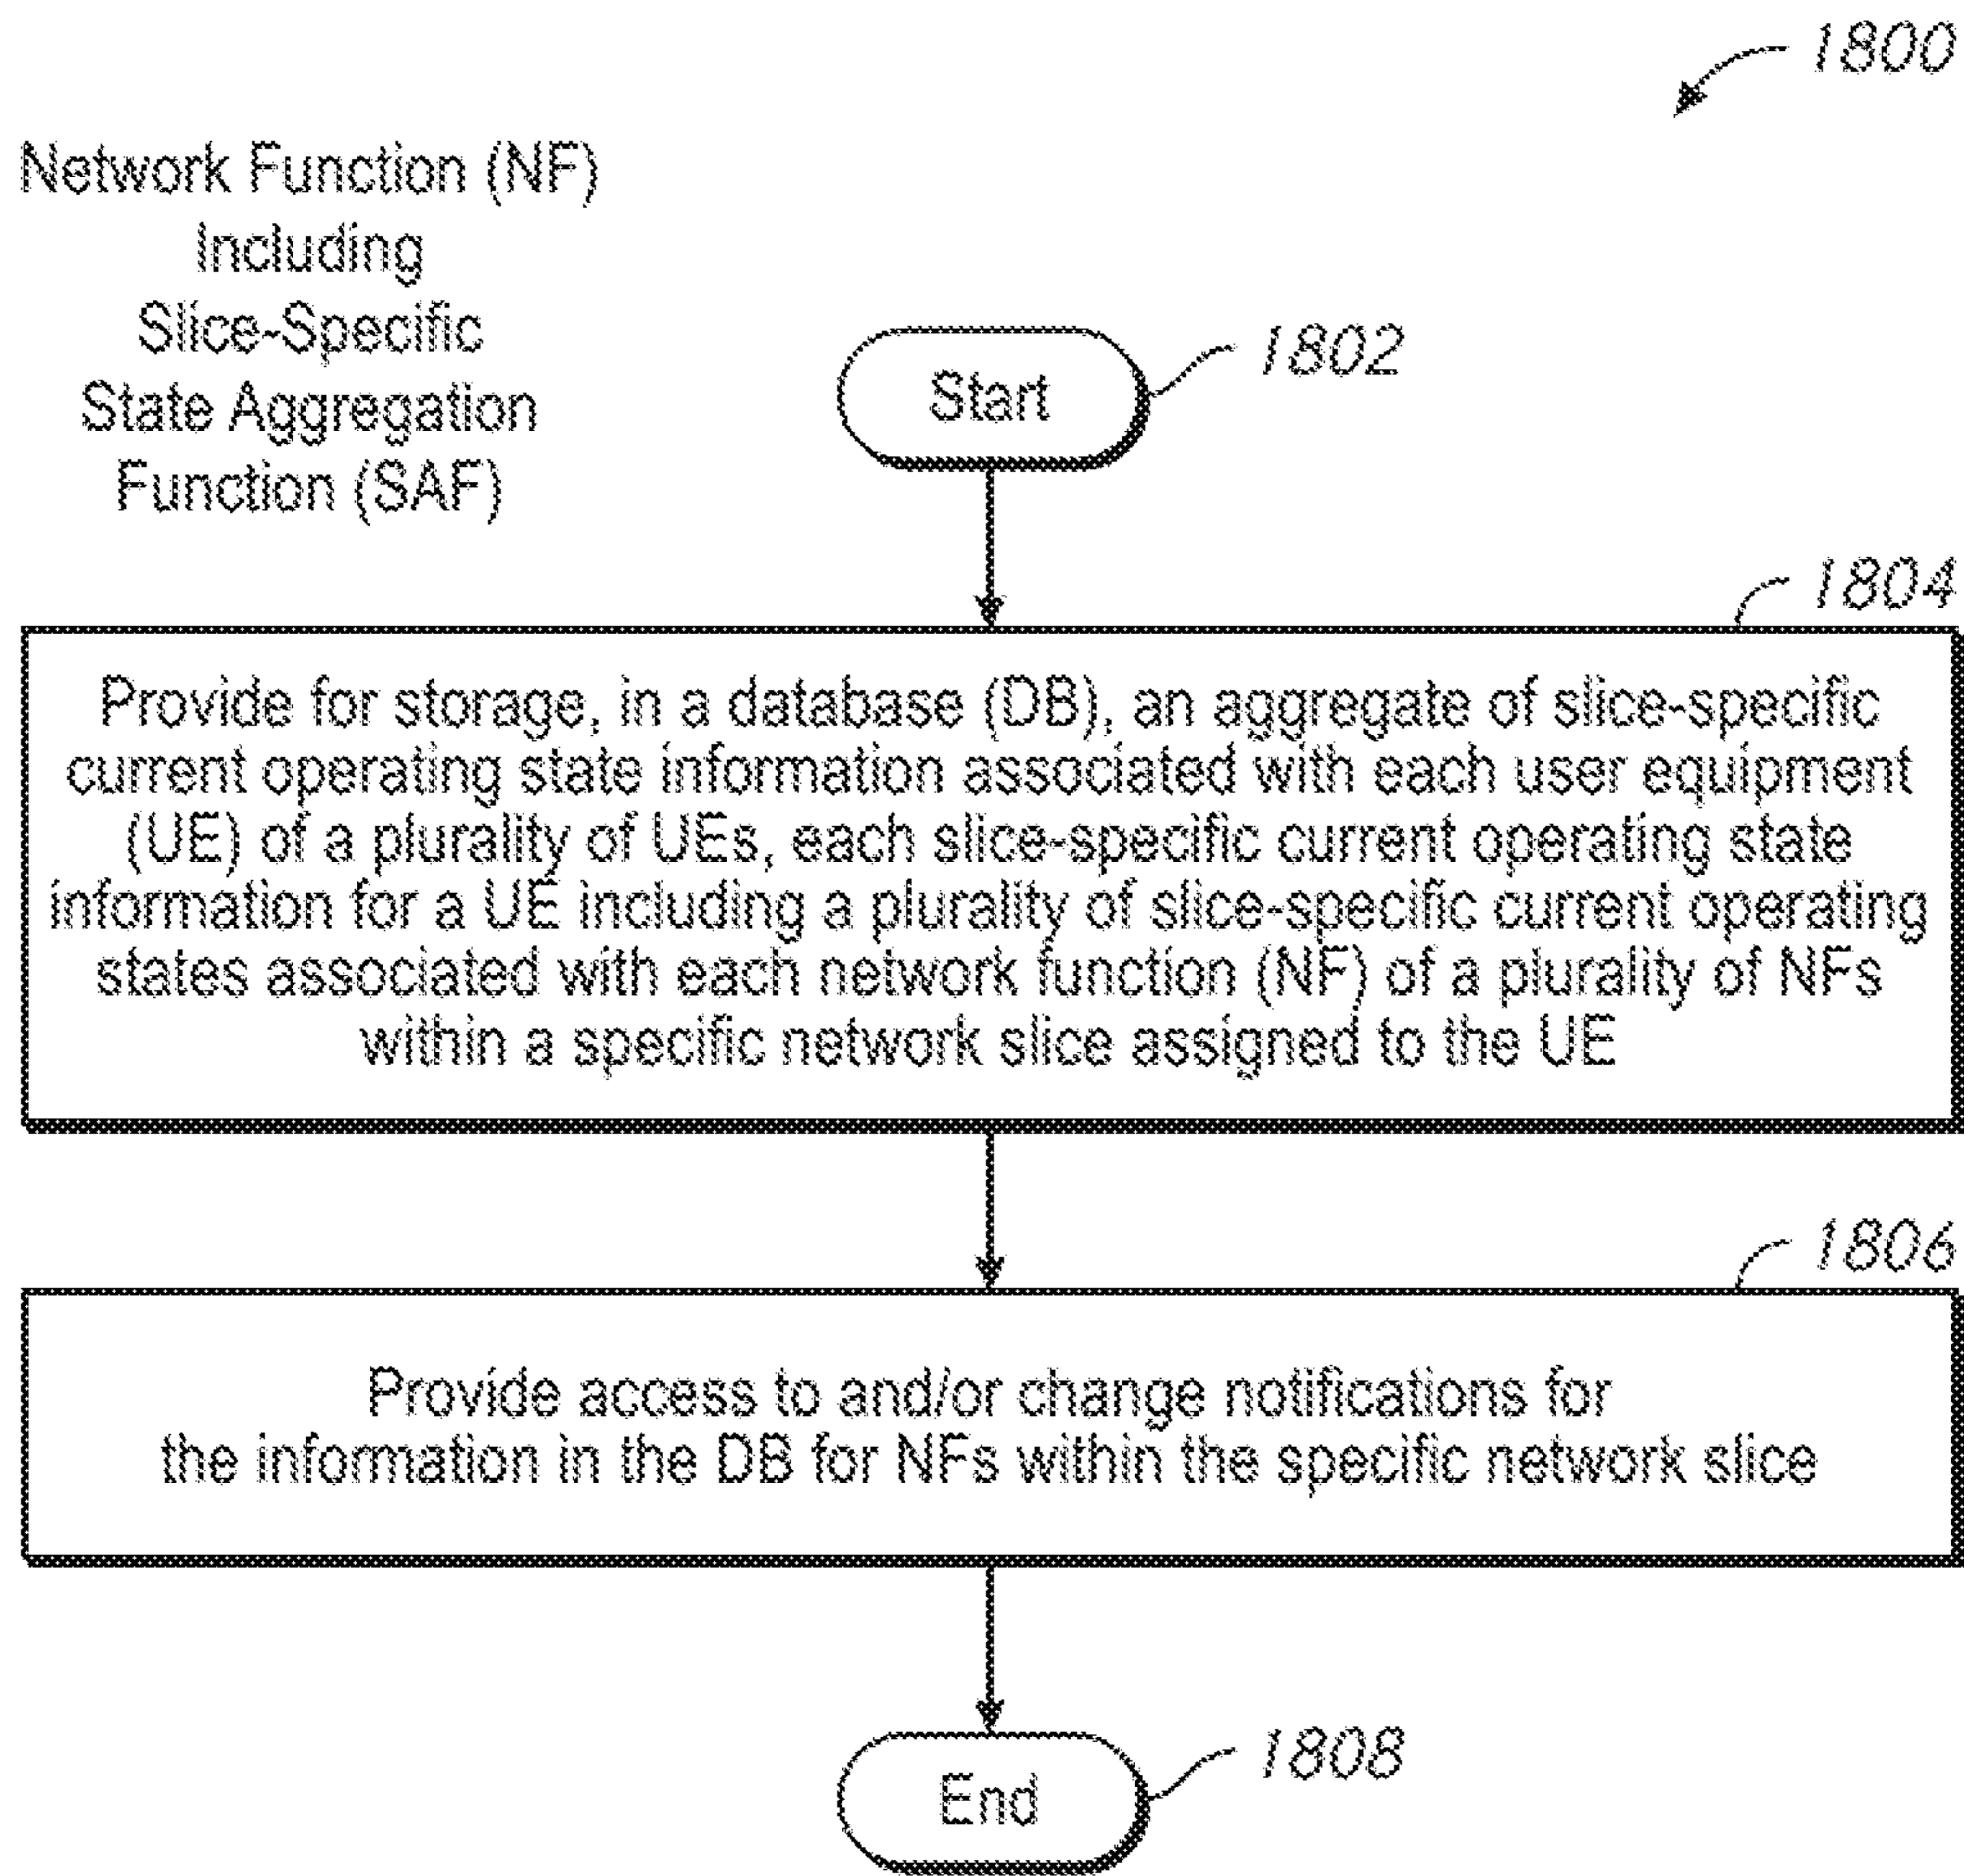 1800
Network Function (NF)
Including
Slice-Specific
State Aggregation
Function (SAF)
Start
1802
1804
Provide for storage, in a database (DB), an aggregate of slice-specific
current operating state information associated with each user equipment
(UE) of a plurality of UEs, each slice-specific current operating state
information for a UE including a plurality of slice-specific current operating
states associated with each network function (NF) of a plurality of NFs
within a specific network slice assigned to the UE
1806
Provide access to and/or change notifications for
the information in the DB for NFs within the specific network slice
End
1808